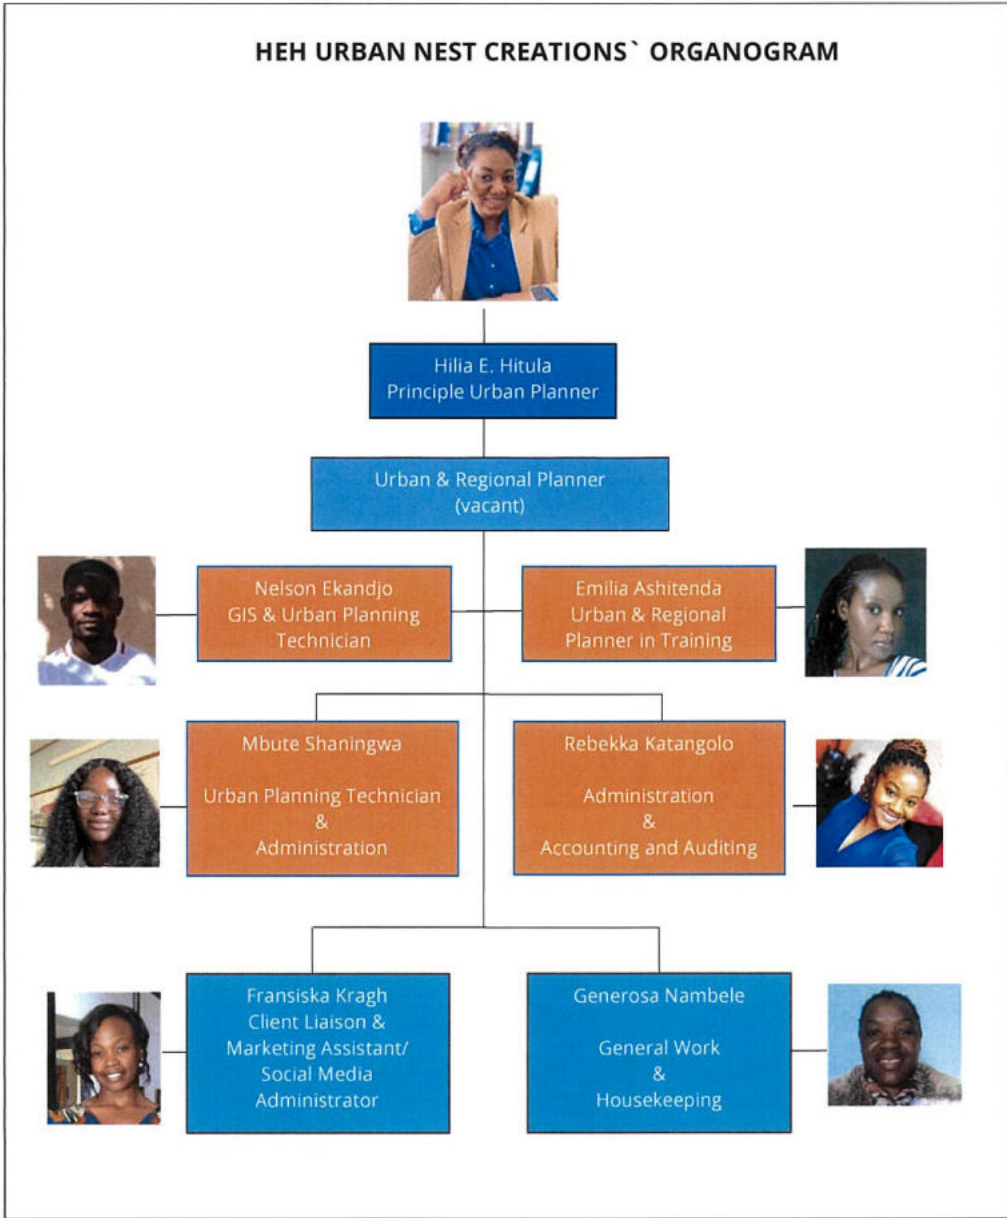 HEH URBAN NEST CREATIONS` ORGANOGRAM
Hilia E. Hitula
Principle Urban Planner
Urban & Regional Planner
(vacant)
Nelson Ekandjo
GIS & Urban Planning
Technician
Emilia Ashitenda
Urban & Regional
Planner in Training
Mbute Shaningwa
Urban Planning Technician
&
Administration
Rebekka Katangolo
Administration
&
Accounting and Auditing
Fransiska Kragh
Client Liaison &
Marketing Assistant/
Social Media
Administrator
Generosa Nambele
General Work
&
Housekeeping